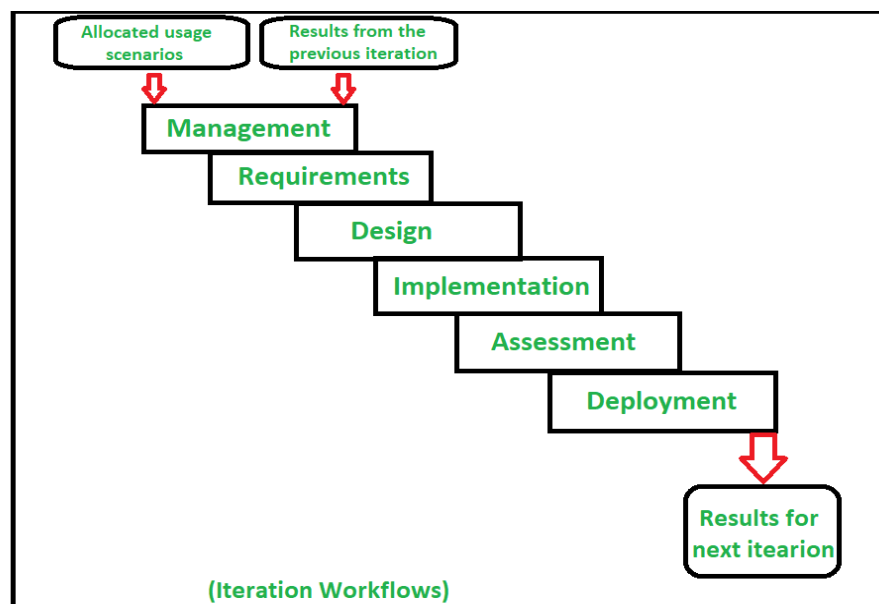 Allocated usage
scenarios
Results from the
previous iteration
Management
Requirements
Design
Implementation
Assessment
Deployment
Results for
next itearion
(Iteration Workflows)